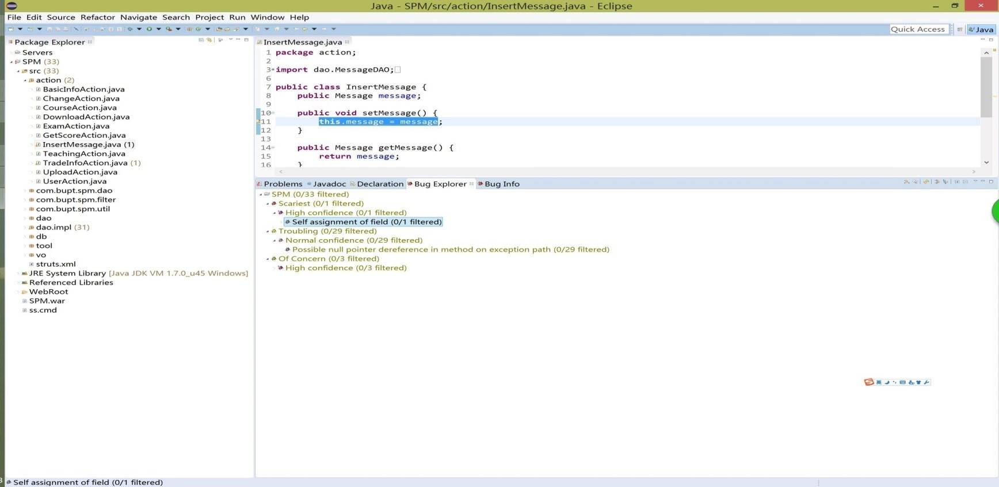 Java - SPM/src/action/InsertMessage.java - Eclipse
File Edit Source Refactor Navigate Search Project Run Window Help
Quick Access Java
Package Explorer
Servers
SPM (33)
src (33)
action (2)
BasicInfoAction.java
ChangeAction.java
CourseAction.java
DownloadAction.java
ExamAction.java
GetScoreAction.java
InsertMessage.java (1)
TeachingAction.java
TradeInfoAction.java (1)
UploadAction.java
UserAction.java
com.bupt.spm.dao
com.bupt.spm.filter
com.bupt.spm.util
dao
dao.impl (31)
db
tool
vo
struts.xml
JRE System Library [Java JDK VM 1.7.0_u45 Windows]
Referenced Libraries
WebRoot
SPM.war
ss.cmd
InsertMessage.java
1 package action;
2
3 import dao.MessageDAO;
6
7 public class InsertMessage {
8 public Message message;
9
10 public void setMessage() {
11 this.message = message;
12 }
13
14 public Message getMessage() {
15 return message;
16 }
Problems Javadoc Declaration Bug Explorer Bug Info
SPM (0/33 filtered)
Scariest (0/1 filtered)
High confidence (0/1 filtered)
Self assignment of field (0/1 filtered)
Troubling (0/29 filtered)
Normal confidence (0/29 filtered)
Possible null pointer dereference in method on exception path (0/29 filtered)
Of Concern (0/3 filtered)
High confidence (0/3 filtered)
英
Self assignment of field (0/1 filtered)